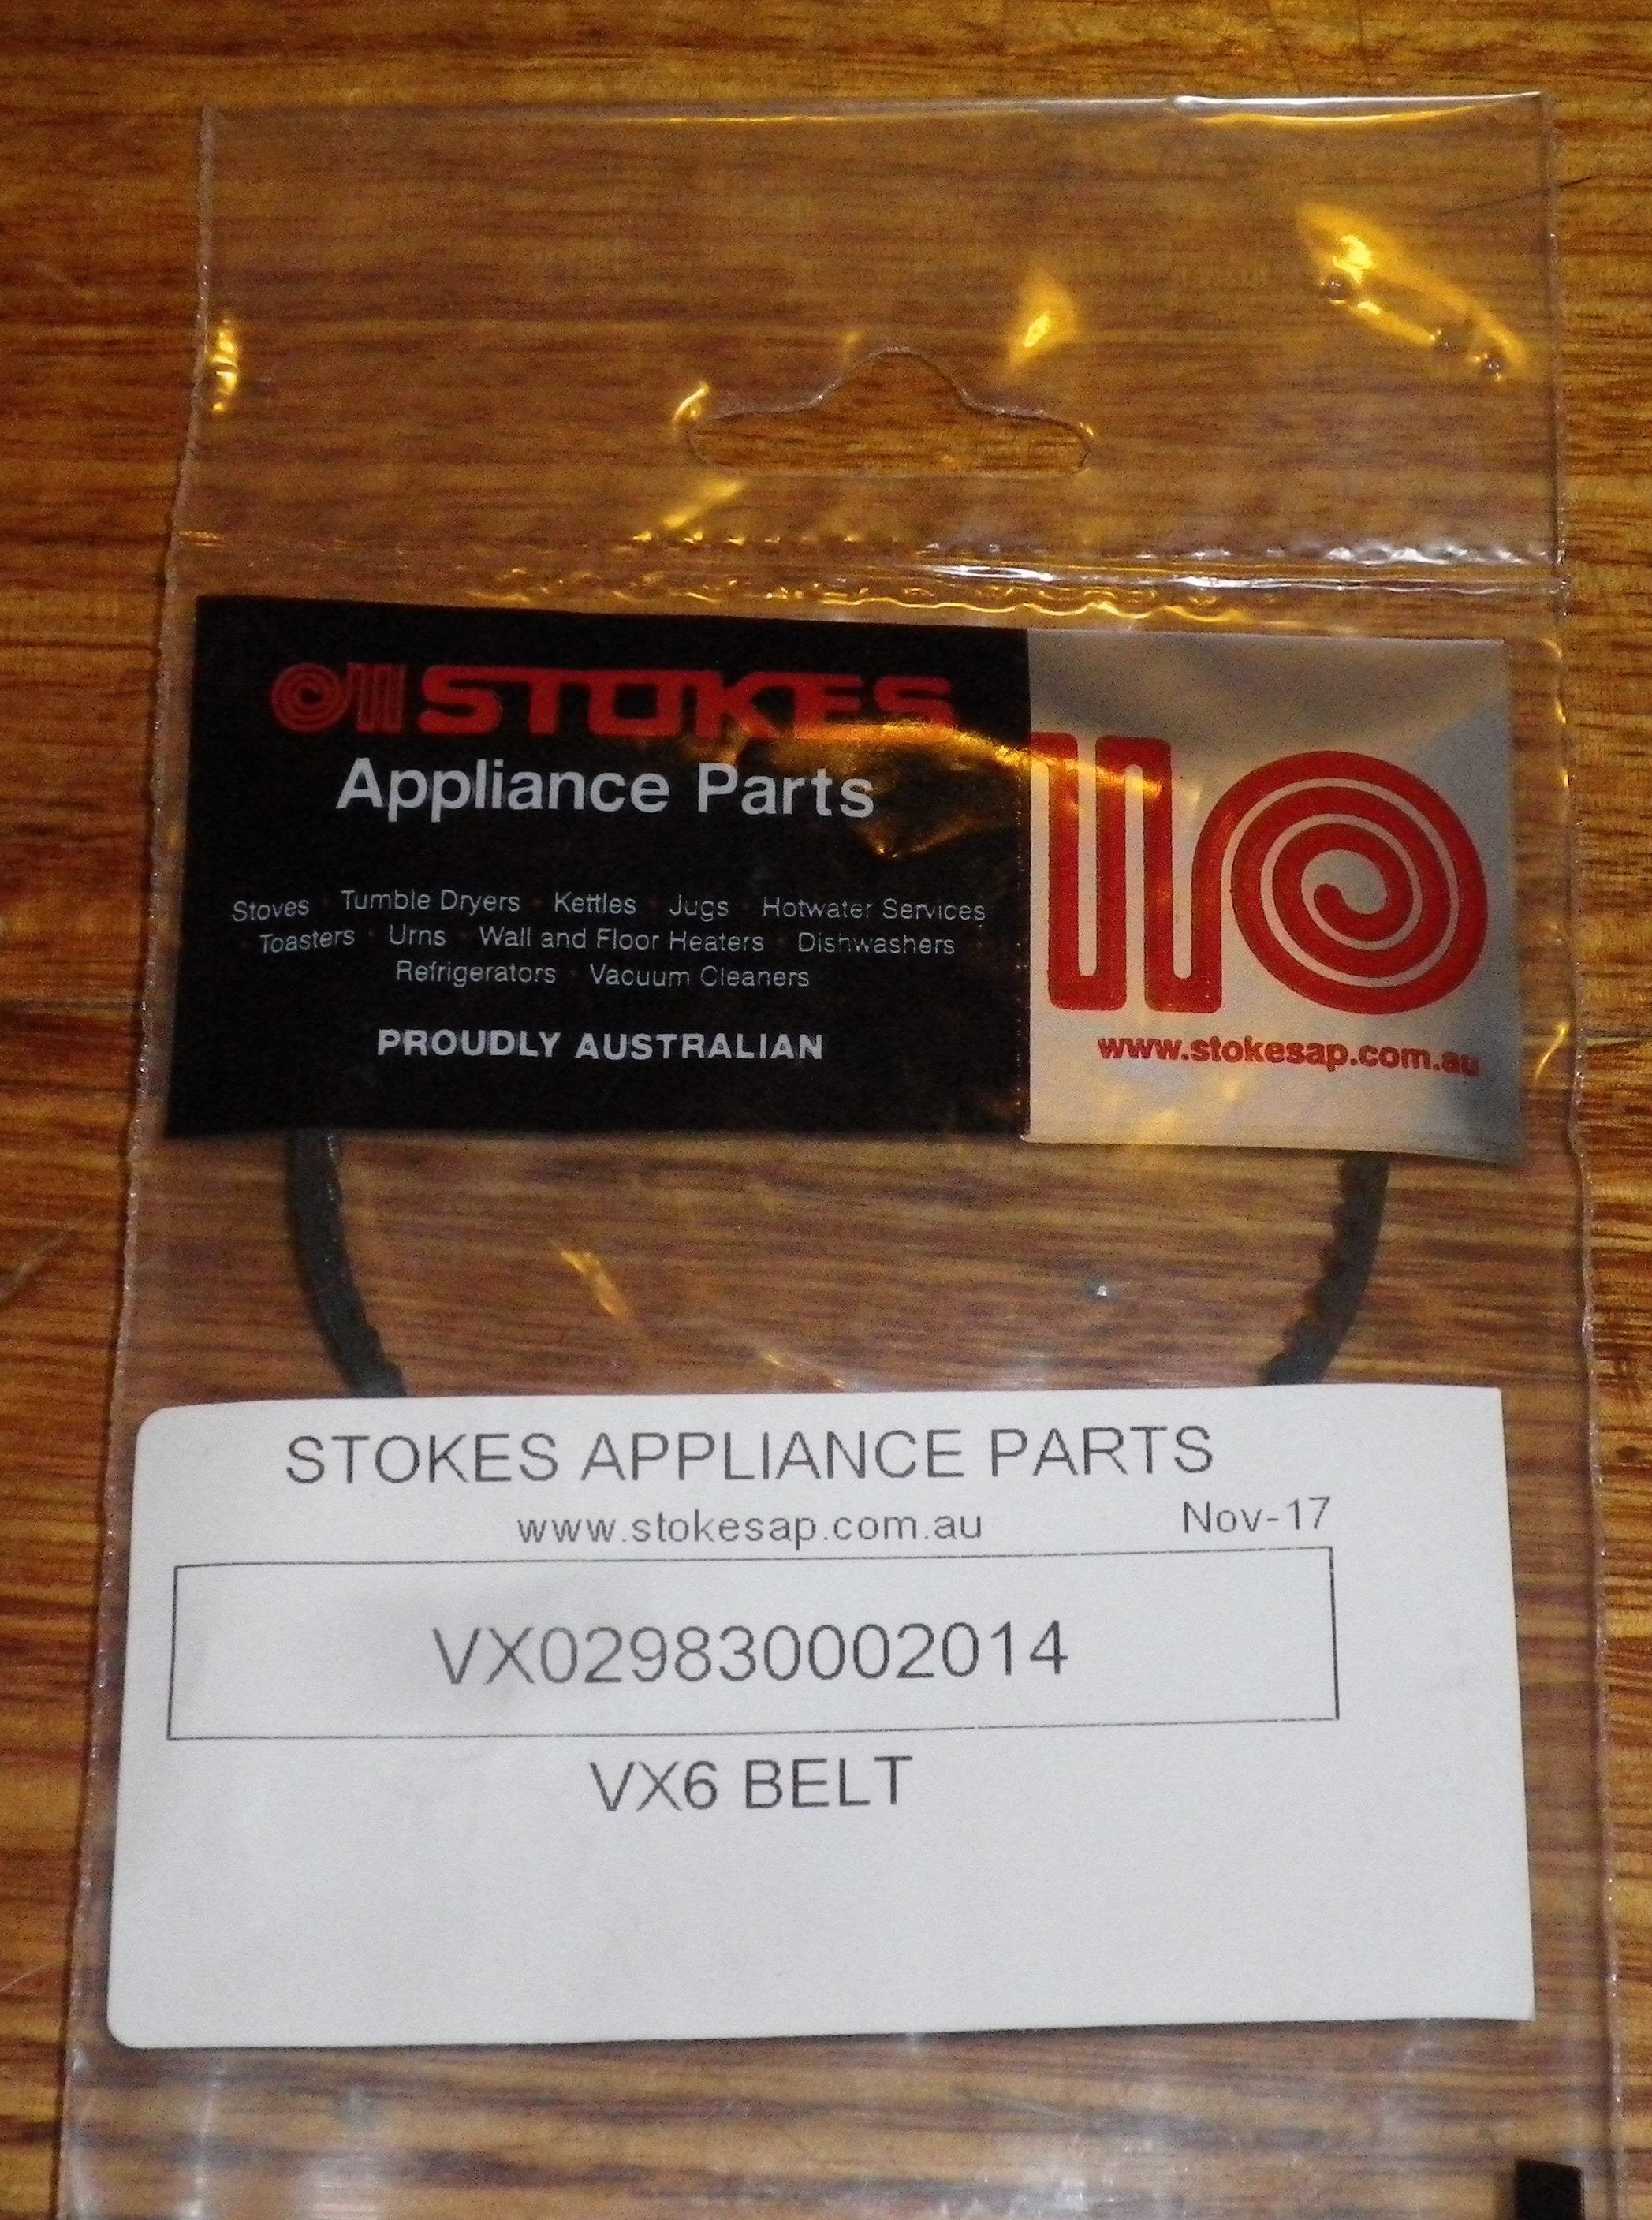 STOKES
Appliance Parts
Stoves · Tumble Dryers · Kettles · Jugs · Hotwater Services
· Toasters · Urns · Wall and Floor Heaters · Dishwashers ·
Refrigerators · Vacuum Cleaners
PROUDLY AUSTRALIAN
www.stokesap.com.au
STOKES APPLIANCE PARTS
www.stokesap.com.au Nov-17
VX029830002014
VX6 BELT